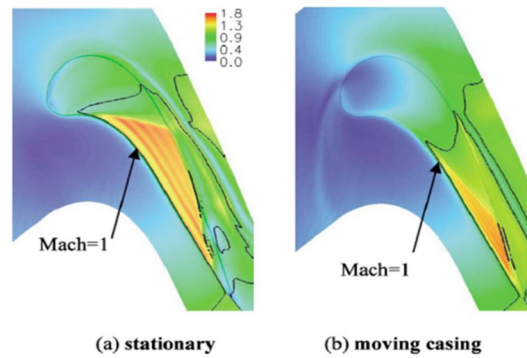 1.8
1.3
0.9
0.4
0.0
Mach=1
Mach=1
(a) stationary
(b) moving casing